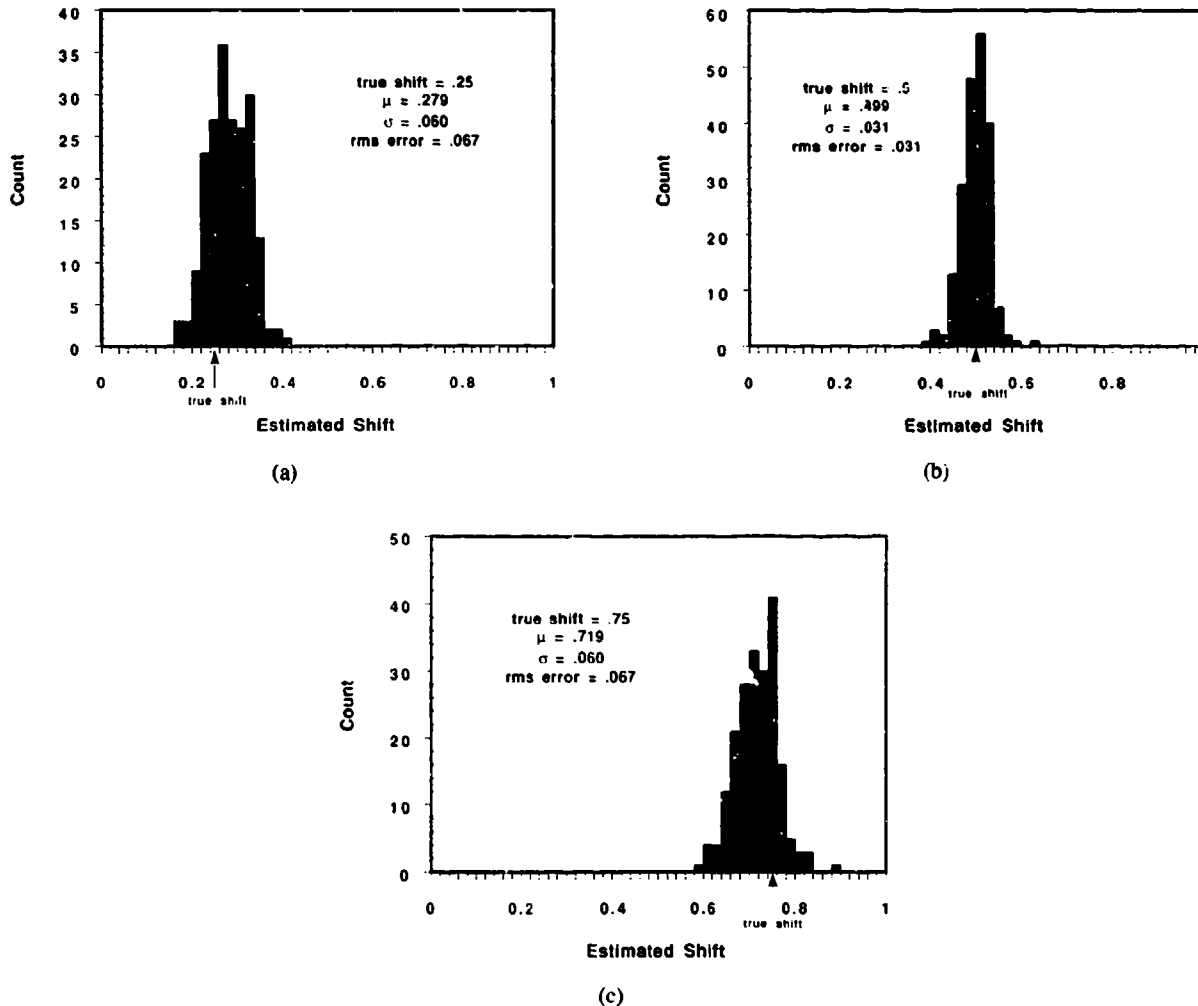 40
35
30
25
20
15
10
5
0
Count
true shift = .25
μ = .279
σ = .060
rms error = .067
0 0.2 0.4 0.6 0.8 1
true shift
Estimated Shift
(a)
60
50
40
30
20
10
0
Count
true shift = .5
μ = .499
σ = .031
rms error = .031
0 0.2 0.4 0.6 0.8
true shift
Estimated Shift
(b)
50
40
30
20
10
0
Count
true shift = .75
μ = .719
σ = .060
rms error = .067
0 0.2 0.4 0.6 0.8 1
true shift
Estimated Shift
(c)